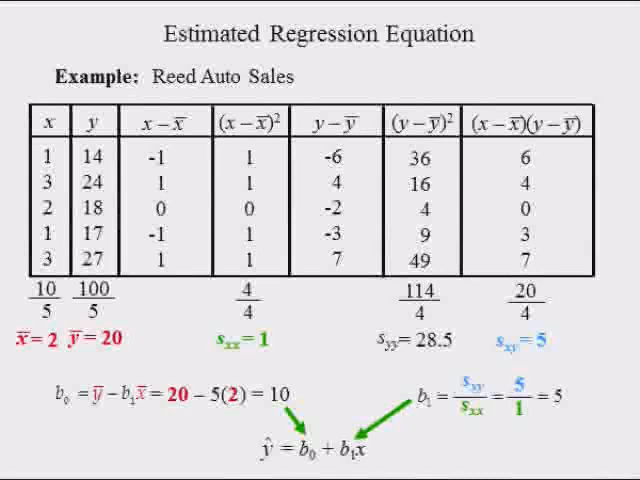 Estimated Regression Equation
Example: Reed Auto Sales
x y x – x̅ (x – x̅)² y – y̅ (y – y̅)² (x – x̅)(y – y̅)
1 14 -1 1 -6 36 6
3 24 1 1 4 16 4
2 18 0 0 -2 4 0
1 17 -1 1 -3 9 3
3 27 1 1 7 49 7
10/5 100/5 4/4 114/4 20/4
x̅ = 2 y̅ = 20 sxx = 1 syy = 28.5 sxy = 5
b₀ = y̅ – b₁x̅ = 20 – 5(2) = 10 b₁ = sxy/sxx = 5/1 = 5
ŷ = b₀ + b₁x